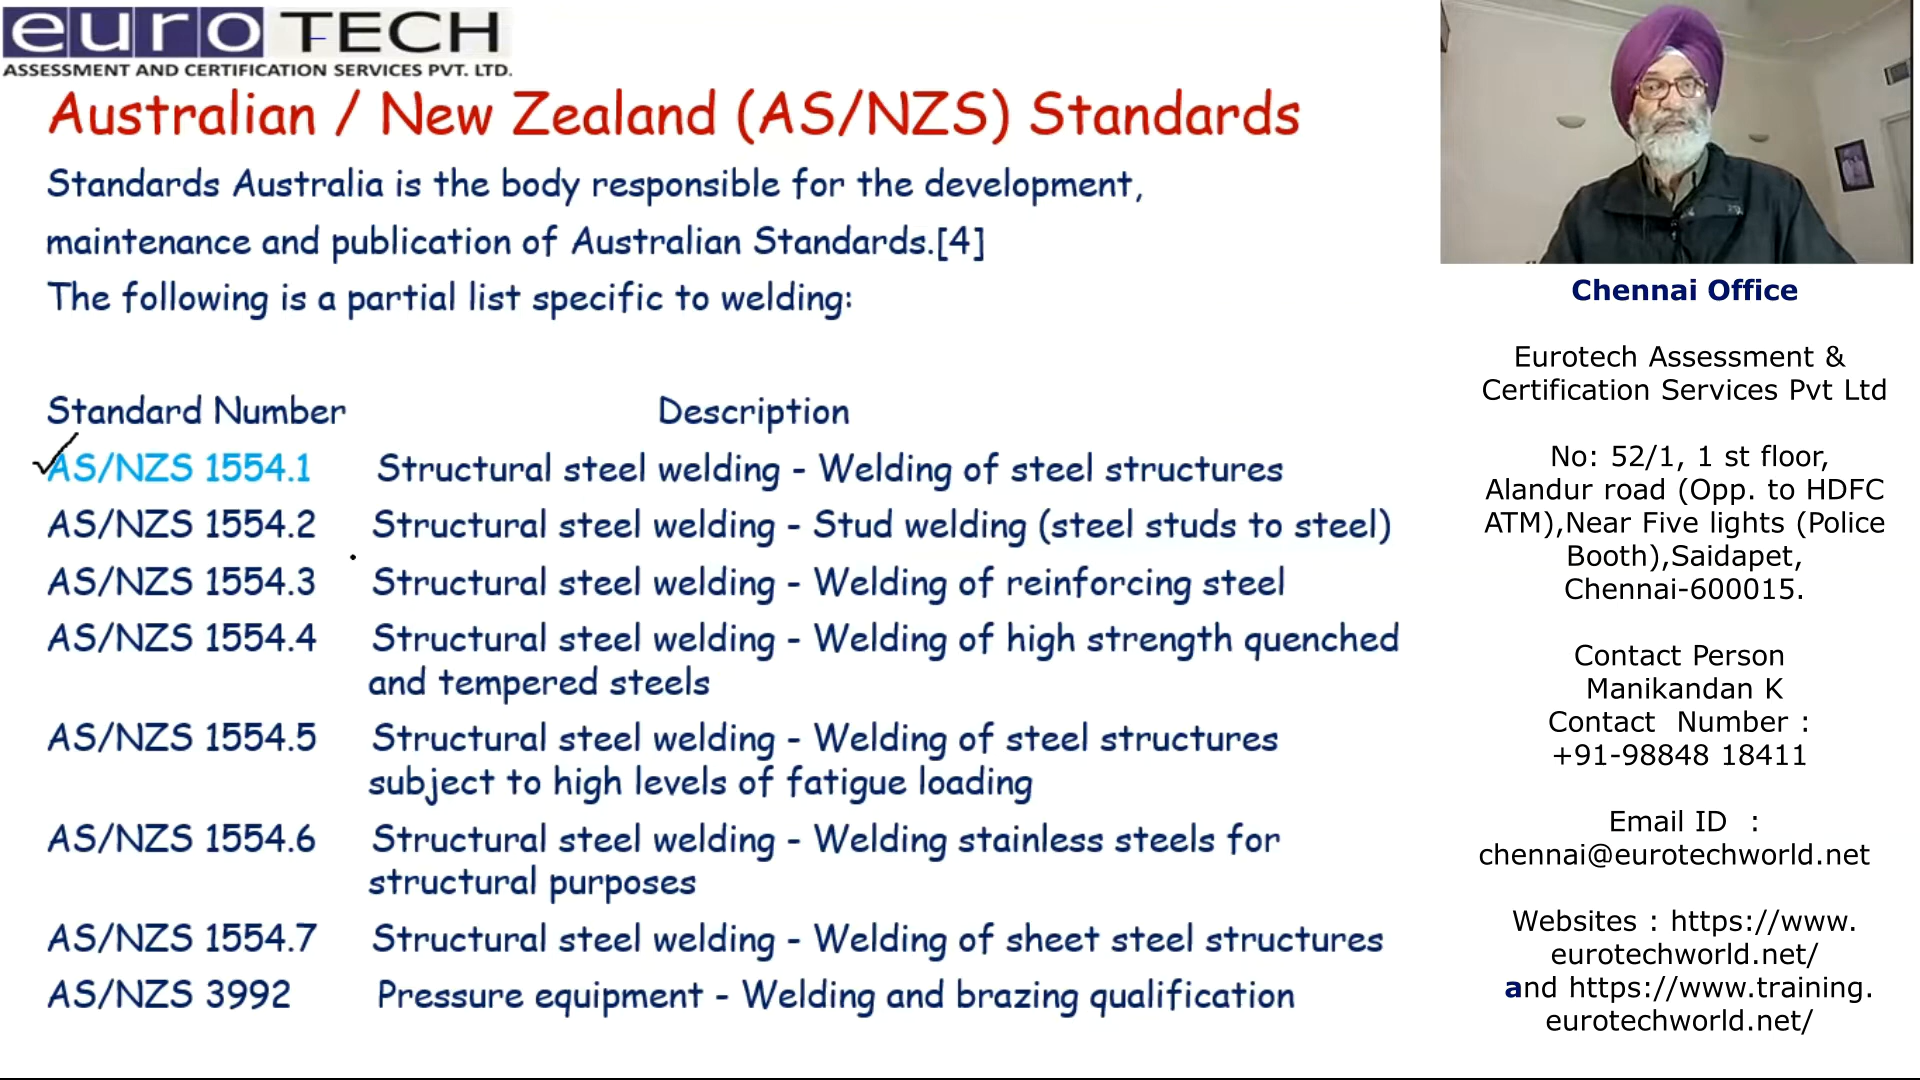 euro TECH
ASSESSMENT AND CERTIFICATION SERVICES PVT. LTD.
Australian / New Zealand (AS/NZS) Standards
Standards Australia is the body responsible for the development,
maintenance and publication of Australian Standards.[4]
The following is a partial list specific to welding:
Standard Number Description
AS/NZS 1554.1 Structural steel welding - Welding of steel structures
AS/NZS 1554.2 Structural steel welding - Stud welding (steel studs to steel)
AS/NZS 1554.3 Structural steel welding - Welding of reinforcing steel
AS/NZS 1554.4 Structural steel welding - Welding of high strength quenched
and tempered steels
AS/NZS 1554.5 Structural steel welding - Welding of steel structures
subject to high levels of fatigue loading
AS/NZS 1554.6 Structural steel welding - Welding stainless steels for
structural purposes
AS/NZS 1554.7 Structural steel welding - Welding of sheet steel structures
AS/NZS 3992 Pressure equipment - Welding and brazing qualification
Chennai Office
Eurotech Assessment &
Certification Services Pvt Ltd
No: 52/1, 1 st floor,
Alandur road (Opp. to HDFC
ATM),Near Five lights (Police
Booth),Saidapet,
Chennai-600015.
Contact Person
Manikandan K
Contact Number :
+91-98848 18411
Email ID :
chennai@eurotechworld.net
Websites : https://www.
eurotechworld.net/
and https://www.training.
eurotechworld.net/